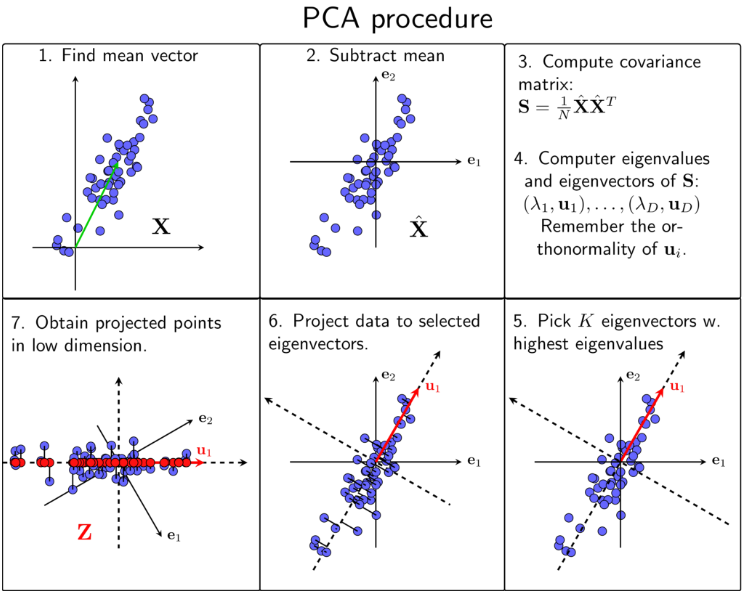 PCA procedure
1. Find mean vector
X
2. Subtract mean
e₂
e₁
X̂
3. Compute covariance
matrix:
S = 1/N X̂X̂ᵀ
4. Computer eigenvalues
and eigenvectors of S:
(λ₁, u₁), . . . , (λ_D, u_D)
Remember the or-
thonormality of uᵢ.
7. Obtain projected points
in low dimension.
e₂
u₁
Z
e₁
6. Project data to selected
eigenvectors.
e₂
u₁
e₁
5. Pick K eigenvectors w.
highest eigenvalues
e₂
u₁
e₁